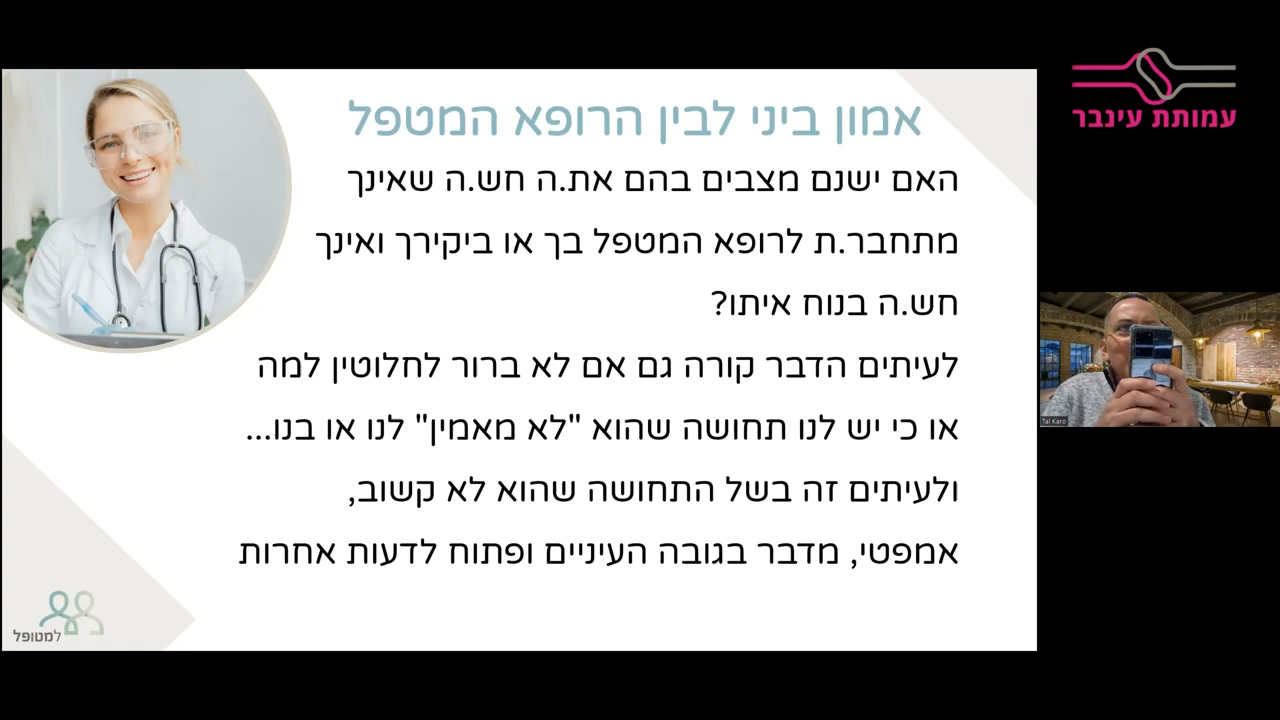 אמון ביני לבין הרופא המטפל
האם ישנם מצבים בהם את.ה חש.ה שאינך
מתחבר.ת לרופא המטפל בך או ביקירך ואינך
חש.ה בנוח איתו?
לעיתים הדבר קורה גם אם לא ברור לחלוטין למה
או כי יש לנו תחושה שהוא "לא מאמין" לנו או בנו...
ולעיתים זה בשל התחושה שהוא לא קשוב,
אמפטי, מדבר בגובה העיניים ופתוח לדעות אחרות
למטופל
עמותת עינבר
Tal Karo